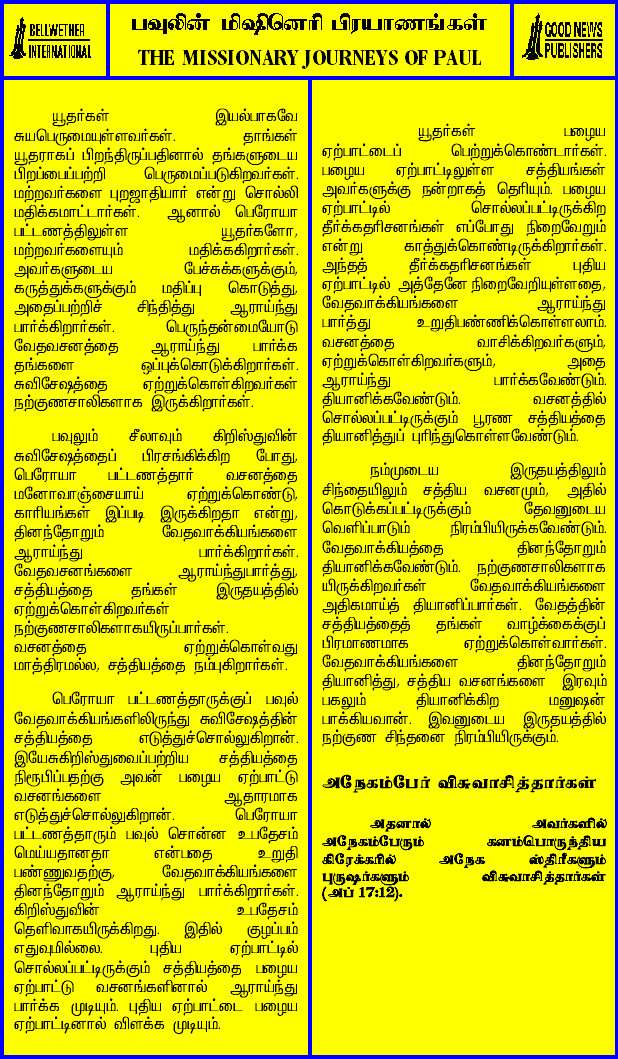 BELLWETHER
INTERNATIONAL
பவுலின் மிஷினெரி பிரயாணங்கள்
THE MISSIONARY JOURNEYS OF PAUL
GOOD NEWS
PUBLISHERS
யூதர்கள் இயல்பாகவே
சுயபெருமையுள்ளவர்கள். தாங்கள்
யூதராகப் பிறந்திருப்பதினால் தங்களுடைய
பிறப்பைப்பற்றி பெருமைப்படுகிறவர்கள்.
மற்றவர்களை புறஜாதியார் என்று சொல்லி
மதிக்கமாட்டார்கள். ஆனால் பெரோயா
பட்டணத்திலுள்ள யூதர்களோ,
மற்றவர்களையும் மதிக்ககிறார்கள்.
அவர்களுடைய பேச்சுக்களுக்கும்,
கருத்துக்களுக்கும் மதிப்பு கொடுத்து,
அதைப்பற்றிச் சிந்தித்து ஆராய்ந்து
பார்க்கிறார்கள். பெருந்தன்மையோடு
வேதவசனத்தை ஆராய்ந்து பார்க்க
தங்களை ஒப்புக்கொடுக்கிறார்கள்.
சுவிசேஷத்தை ஏற்றுக்கொள்கிறவர்கள்
நற்குணசாலிகளாக இருக்கிறார்கள்.
பவுலும் சீலாவும் கிறிஸ்துவின்
சுவிசேஷத்தைப் பிரசங்கிக்கிற போது,
பெரோயா பட்டணத்தார் வசனத்தை
மனோவாஞ்சையாய் ஏற்றுக்கொண்டு,
காரியங்கள் இப்படி இருக்கிறதா என்று,
தினந்தோறும் வேதவாக்கியங்களை
ஆராய்ந்து பார்க்கிறார்கள்.
வேதவசனங்களை ஆராய்ந்துபார்த்து,
சத்தியத்தை தங்கள் இருதயத்தில்
ஏற்றுக்கொள்கிறவர்கள்
நற்குணசாலிகளாகயிருப்பார்கள்.
வசனத்தை ஏற்றுக்கொள்வது
மாத்திரமல்ல, சத்தியத்தை நம்புகிறார்கள்.
பெரோயா பட்டணத்தாருக்குப் பவுல்
வேதவாக்கியங்களிலிருந்து சுவிசேஷத்தின்
சத்தியத்தை எடுத்துச்சொல்லுகிறான்.
இயேசுகிறிஸ்துவைப்பற்றிய சத்தியத்தை
நிரூபிப்பதற்கு அவன் பழைய ஏற்பாட்டு
வசனங்களை ஆதாரமாக
எடுத்துச்சொல்லுகிறான். பெரோயா
பட்டணத்தாரும் பவுல் சொன்ன உபதேசம்
மெய்யதானதா என்பதை உறுதி
பண்ணுவதற்கு, வேதவாக்கியங்களை
தினந்தோறும் ஆராய்ந்து பார்க்கிறார்கள்.
கிறிஸ்துவின் உபதேசம்
தெளிவாகயிருக்கிறது. இதில் குழப்பம்
எதுவுமில்லை. புதிய ஏற்பாட்டில்
சொல்லப்பட்டிருக்கும் சத்தியத்தை பழைய
ஏற்பாட்டு வசனங்களினால் ஆராய்ந்து
பார்க்க முடியும். புதிய ஏற்பாட்டை பழைய
ஏற்பாட்டினால் விளக்க முடியும்.
யூதர்கள் பழைய
ஏற்பாட்டைப் பெற்றுக்கொண்டார்கள்.
பழைய ஏற்பாட்டிலுள்ள சத்தியங்கள்
அவர்களுக்கு நன்றாகத் தெரியும். பழைய
ஏற்பாட்டில் சொல்லப்பட்டிருக்கிற
தீர்க்கதரிசனங்கள் எப்போது நிறைவேறும்
என்று காத்துக்கொண்டிருக்கிறார்கள்.
அந்தத் தீர்க்கதரிசனங்கள் புதிய
ஏற்பாட்டில் அத்தேனே நிறைவேறியுள்ளதை,
வேதவாக்கியங்களை ஆராய்ந்து
பார்த்து உறுதிபண்ணிக்கொள்ளலாம்.
வசனத்தை வாசிக்கிறவர்களும்,
ஏற்றுக்கொள்கிறவர்களும், அதை
ஆராய்ந்து பார்க்கவேண்டும்.
தியானிக்கவேண்டும். வசனத்தில்
சொல்லப்பட்டிருக்கும் பூரண சத்தியத்தை
தியானித்துப் புரிந்துகொள்ளவேண்டும்.
நம்முடைய இருதயத்திலும்
சிந்தையிலும் சத்திய வசனமும், அதில்
கொடுக்கப்பட்டிருக்கும் தேவனுடைய
வெளிப்பாடும் நிரம்பியிருக்கவேண்டும்.
வேதவாக்கியத்தை தினந்தோறும்
தியானிக்கவேண்டும். நற்குணசாலிகளாக
யிருக்கிறவர்கள் வேதவாக்கியங்களை
அதிகமாய்த் தியானிப்பார்கள். வேதத்தின்
சத்தியத்தைத் தங்கள் வாழ்க்கைக்குப்
பிரமாணமாக ஏற்றுக்கொள்வார்கள்.
வேதவாக்கியங்களை தினந்தோறும்
தியானித்து, சத்திய வசனங்களை இரவும்
பகலும் தியானிக்கிற மனுஷன்
பாக்கியவான். இவனுடைய இருதயத்தில்
நற்குண சிந்தனை நிரம்பியிருக்கும்.
அநேகம்பேர் விசுவாசித்தார்கள்
அதனால் அவர்களில்
அநேகம்பேரும் கனம்பொருந்திய
கிரேக்கரில் அநேக ஸ்திரீகளும்
புருஷர்களும் விசுவாசித்தார்கள்
(அப் 17:12).